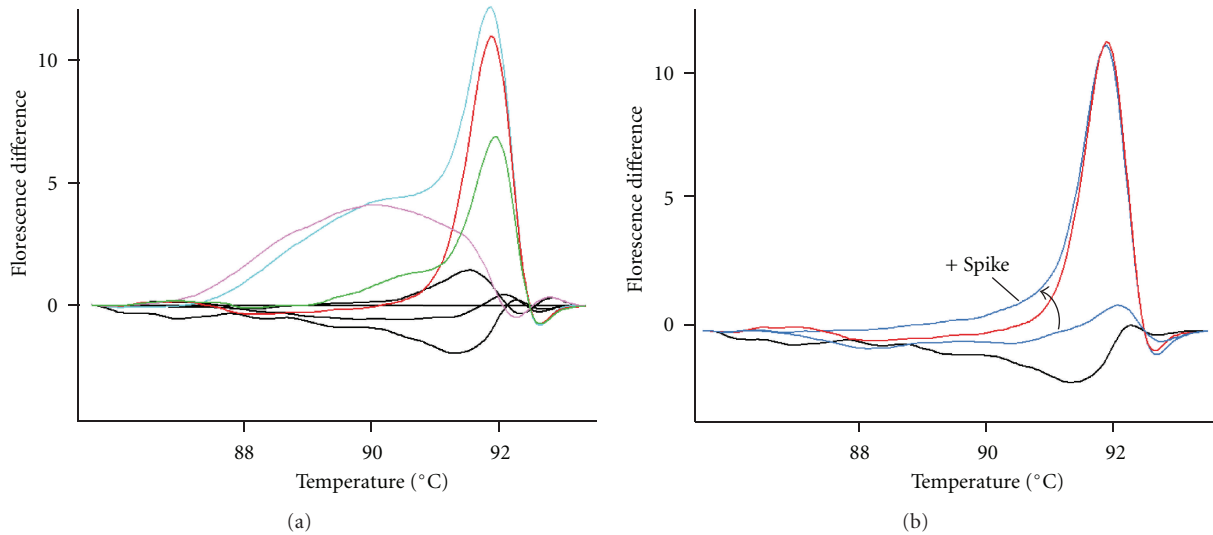 10
5
0
Florescence difference
88
90
92
Temperature (°C)
(a)
10
5
0
Florescence difference
+ Spike
88
90
92
Temperature (°C)
(b)